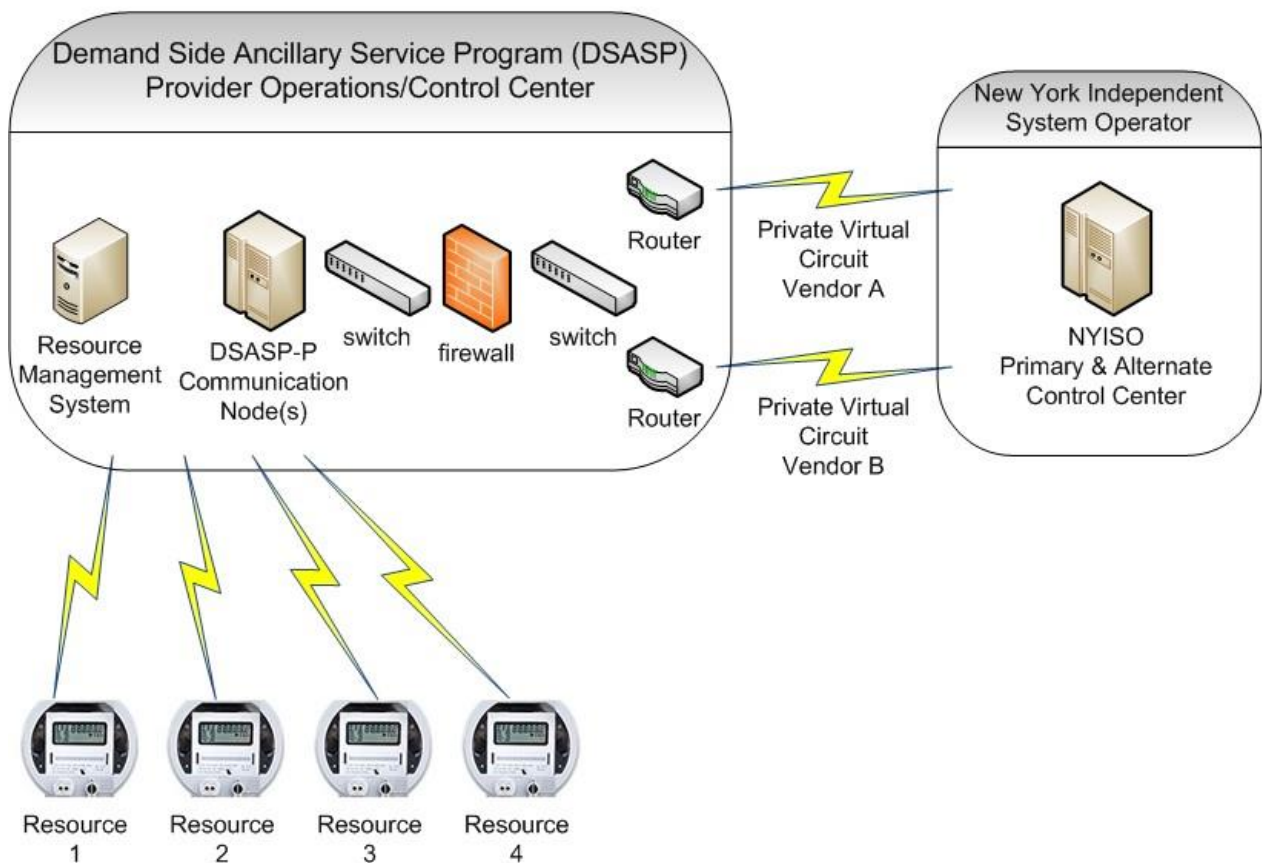 Demand Side Ancillary Service Program (DSASP)
Provider Operations/Control Center
New York Independent
System Operator
Resource
Management
System
DSASP-P
Communication
Node(s)
switch
firewall
switch
Router
Router
Private Virtual
Circuit
Vendor A
Private Virtual
Circuit
Vendor B
NYISO
Primary & Alternate
Control Center
Resource
1
Resource
2
Resource
3
Resource
4